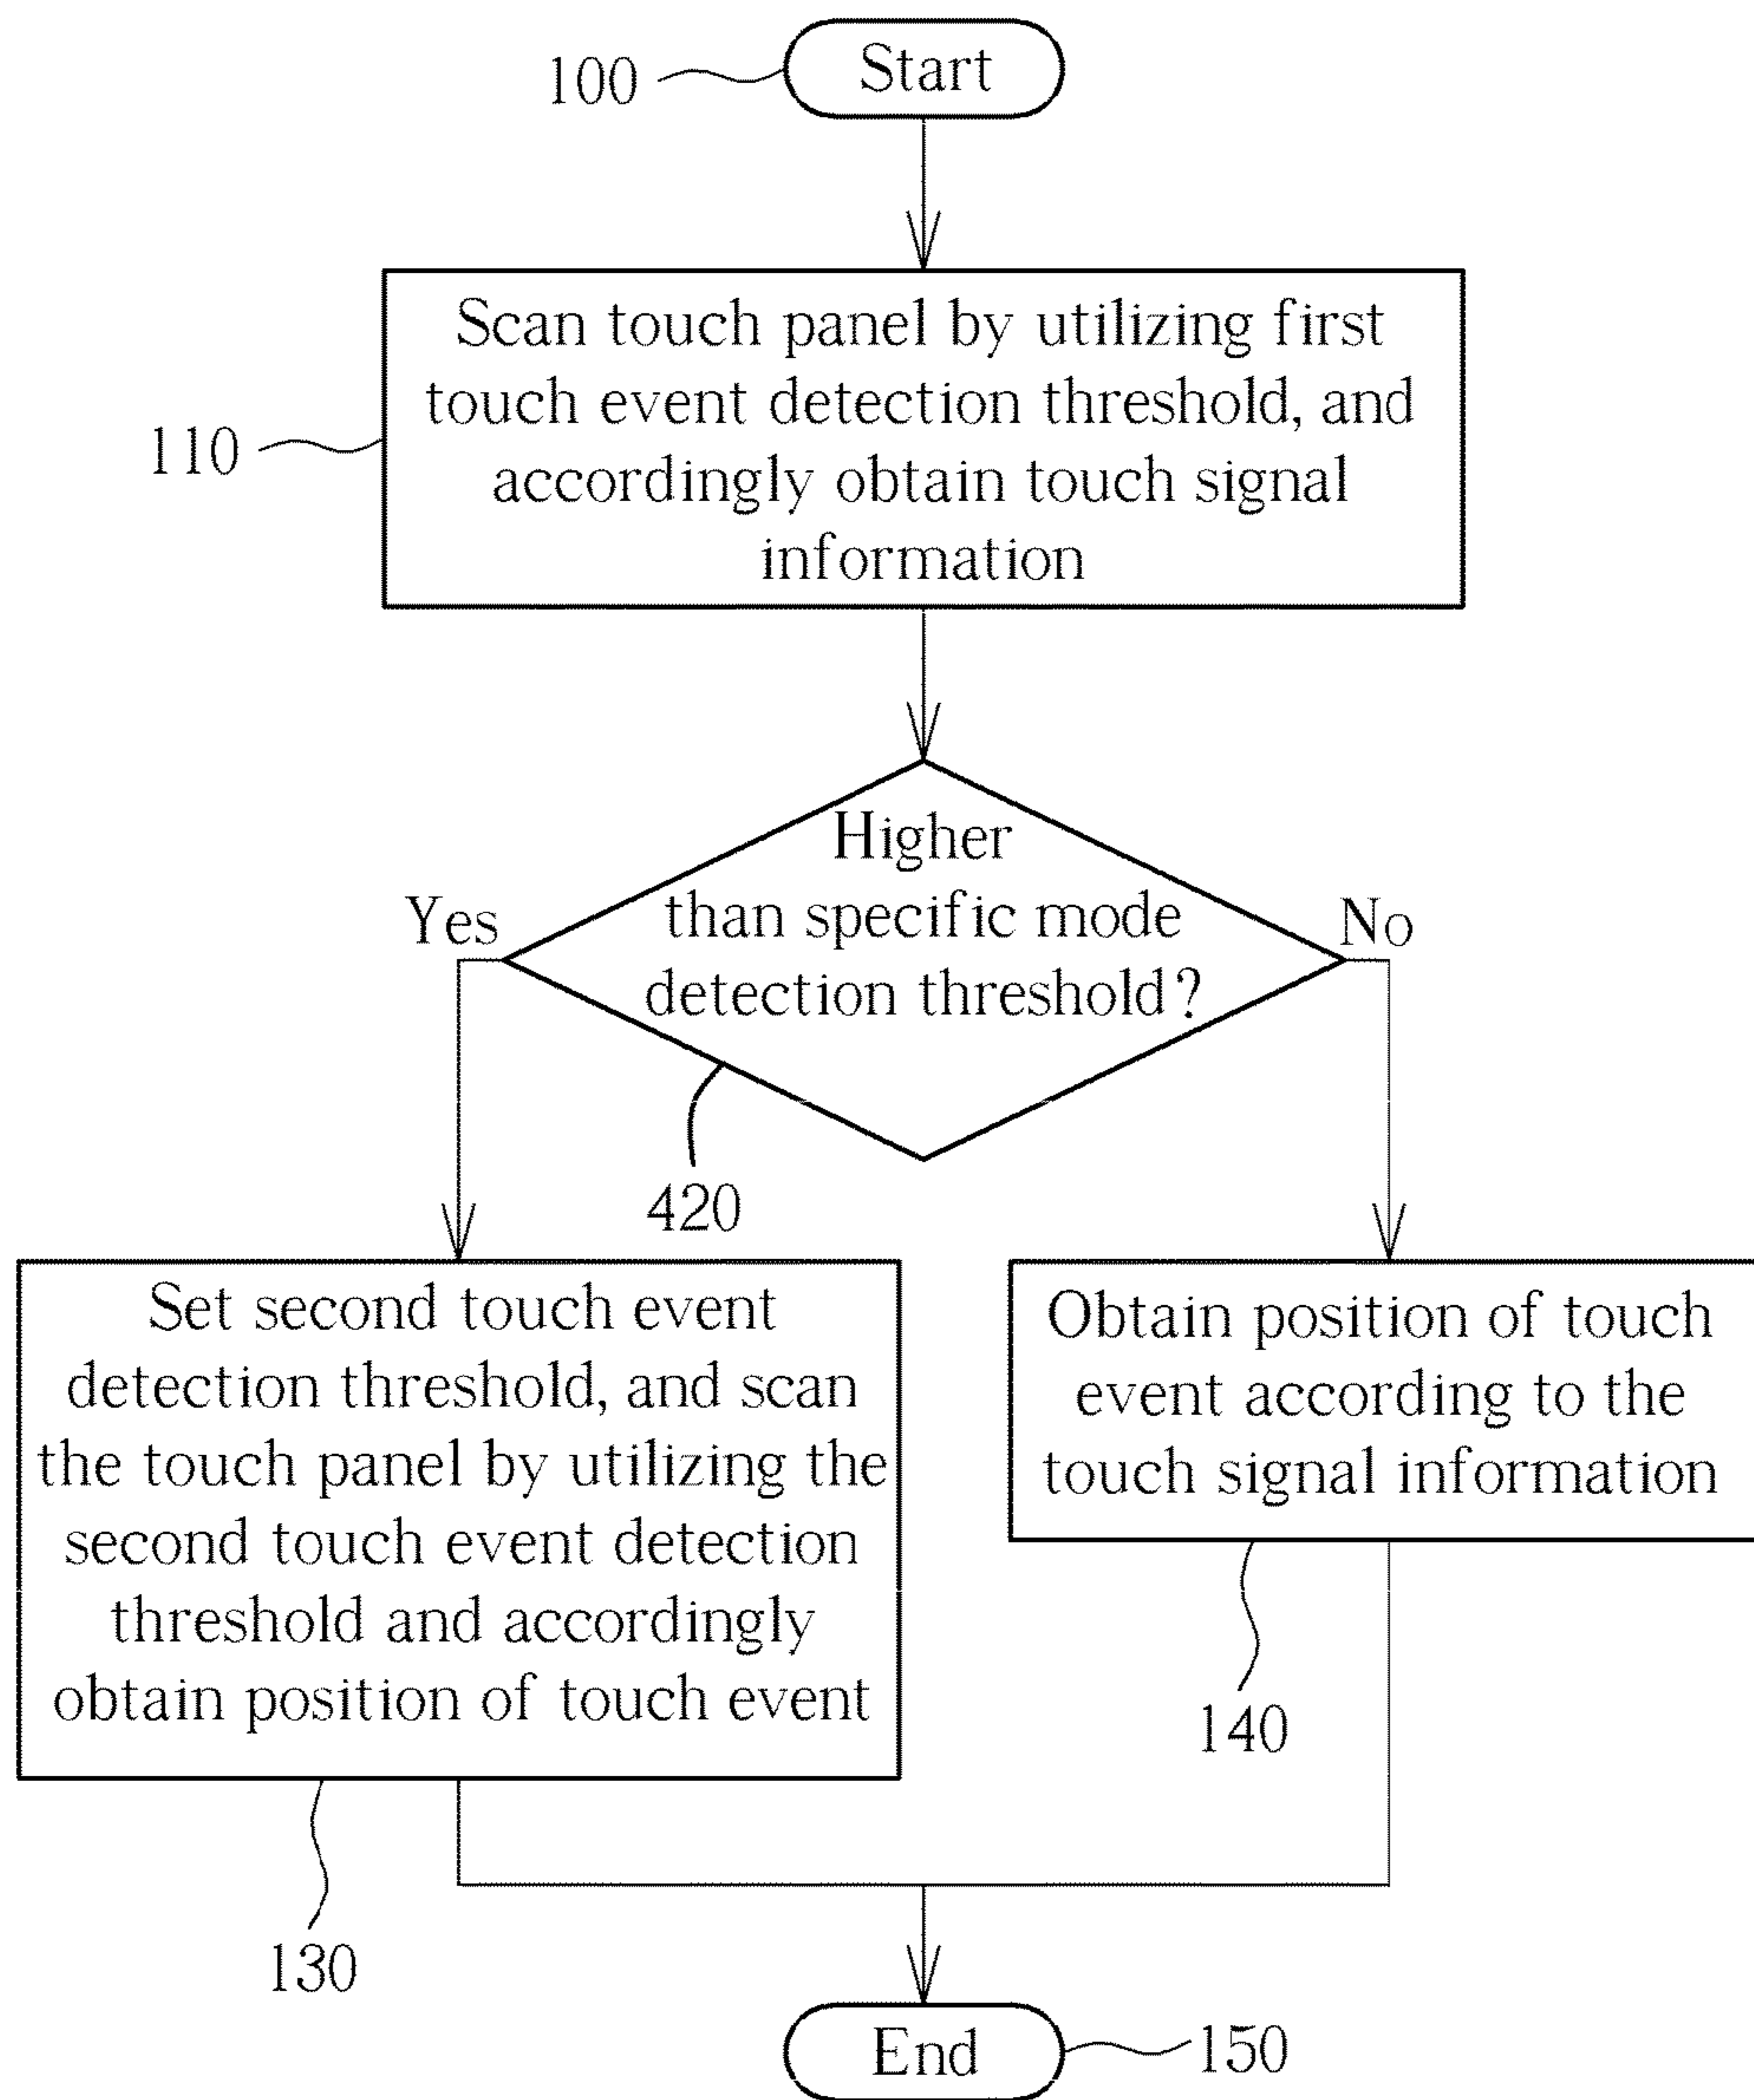 Start
100
Scan touch panel by utilizing first
touch event detection threshold, and
accordingly obtain touch signal
information
110
Higher
than specific mode
detection threshold?
Yes
No
420
Set second touch event
detection threshold, and scan
the touch panel by utilizing the
second touch event detection
threshold and accordingly
obtain position of touch event
130
Obtain position of touch
event according to the
touch signal information
140
End
150